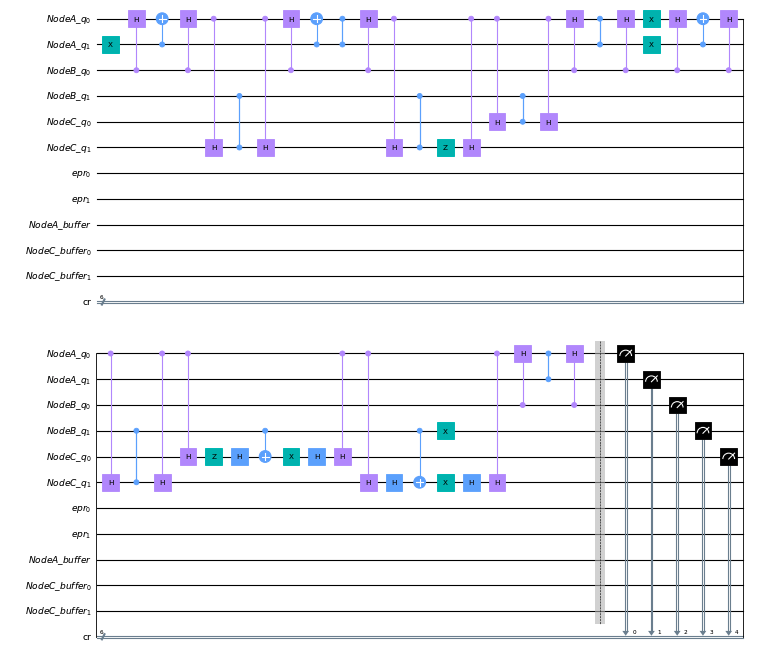 NodeA_q0 H H H H H X H H
NodeA_q1 X X
NodeB_q0
NodeB_q1
NodeC_q0 H H
NodeC_q1 H H H Z H
epr0
epr1
NodeA_buffer
NodeC_buffer0
NodeC_buffer1
cr 6
NodeA_q0 H H
NodeA_q1
NodeB_q0
NodeB_q1 X
NodeC_q0 H Z H X H H
NodeC_q1 H H H H X H H
epr0
epr1
NodeA_buffer
NodeC_buffer0
NodeC_buffer1
cr 6 0 1 2 3 4